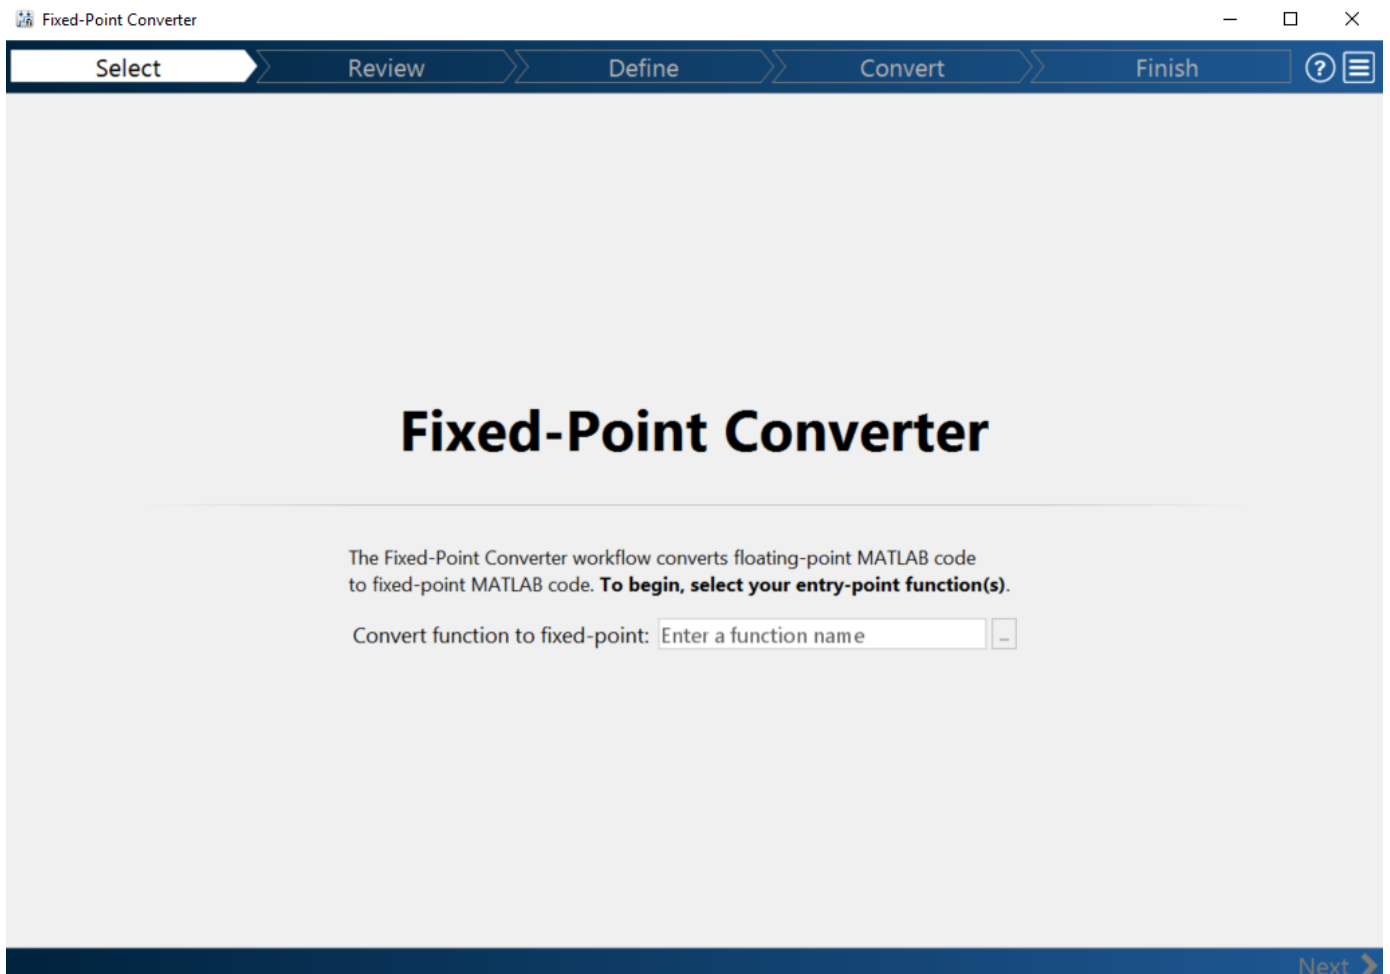 Fixed-Point Converter
Select Review Define Convert Finish
Fixed-Point Converter
The Fixed-Point Converter workflow converts floating-point MATLAB code
to fixed-point MATLAB code. To begin, select your entry-point function(s).
Convert function to fixed-point: Enter a function name ...
Next